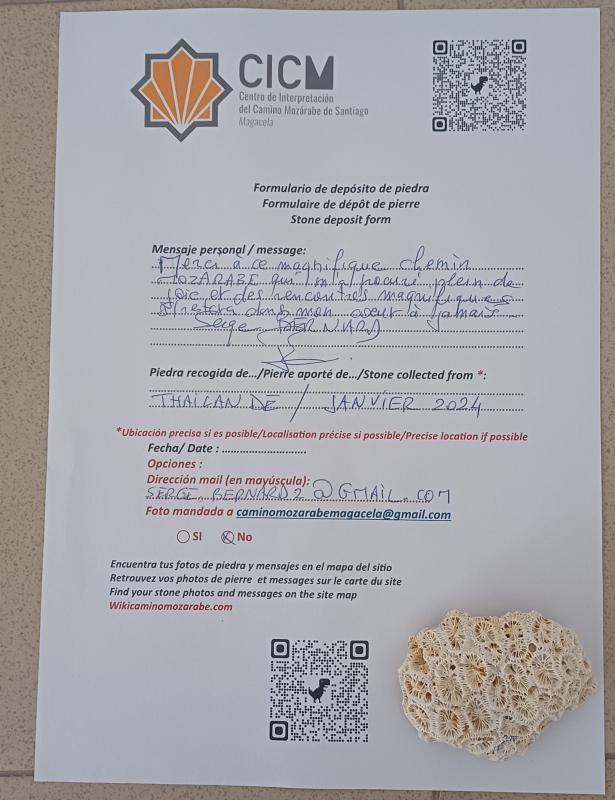 CICM
Centro de Interpretación
del Camino Mozárabe de Santiago
Magacela
Formulario de depósito de piedra
Formulaire de dépôt de pierre
Stone deposit form
Mensaje personal / message:
Merci à ce magnifique chemin
MOZARABE qui m'a procuré plein de
joie et des rencontres magnifiques
Il restera dans mon coeur à jamais
Serge BERNARD
Piedra recogida de.../Pierre aporté de.../Stone collected from *:
THAILANDE / JANVIER 2024
*Ubicación precisa si es posible/Localisation précise si possible/Precise location if possible
Fecha/ Date : ............................
Opciones :
Dirección mail (en mayúscula):
SERGE.BERNARD2@GMAIL.COM
Foto mandada a caminomozarabemagacela@gmail.com
SI No
Encuentra tus fotos de piedra y mensajes en el mapa del sitio
Retrouvez vos photos de pierre et messages sur le carte du site
Find your stone photos and messages on the site map
Wikicaminomozarabe.com